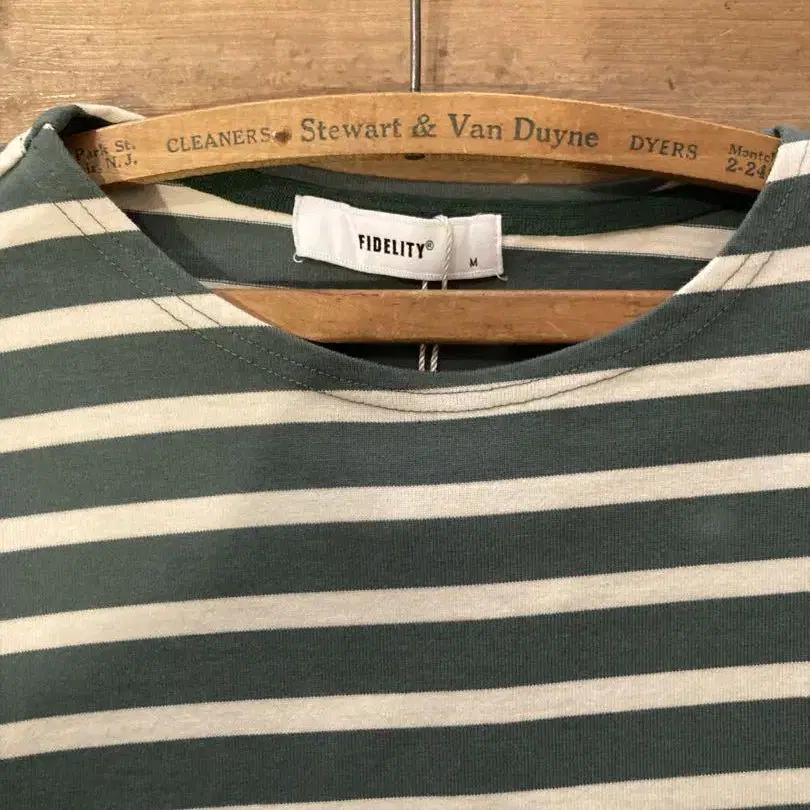 Park St.
N. J.
CLEANERS Stewart & Van Duyne DYERS
2-24
FIDELITY®
M